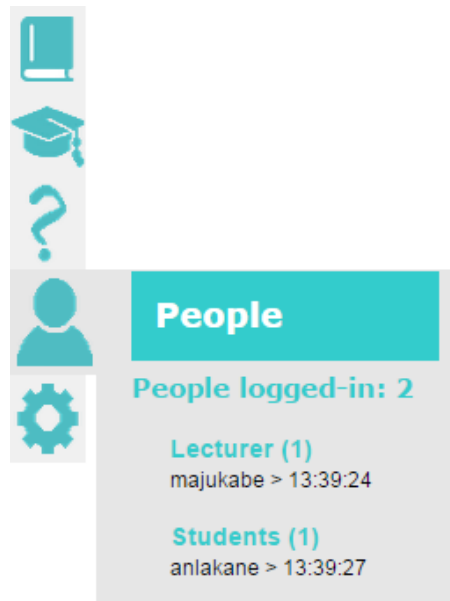 People
People logged-in: 2
Lecturer (1)
majukabe > 13:39:24
Students (1)
anlakane > 13:39:27